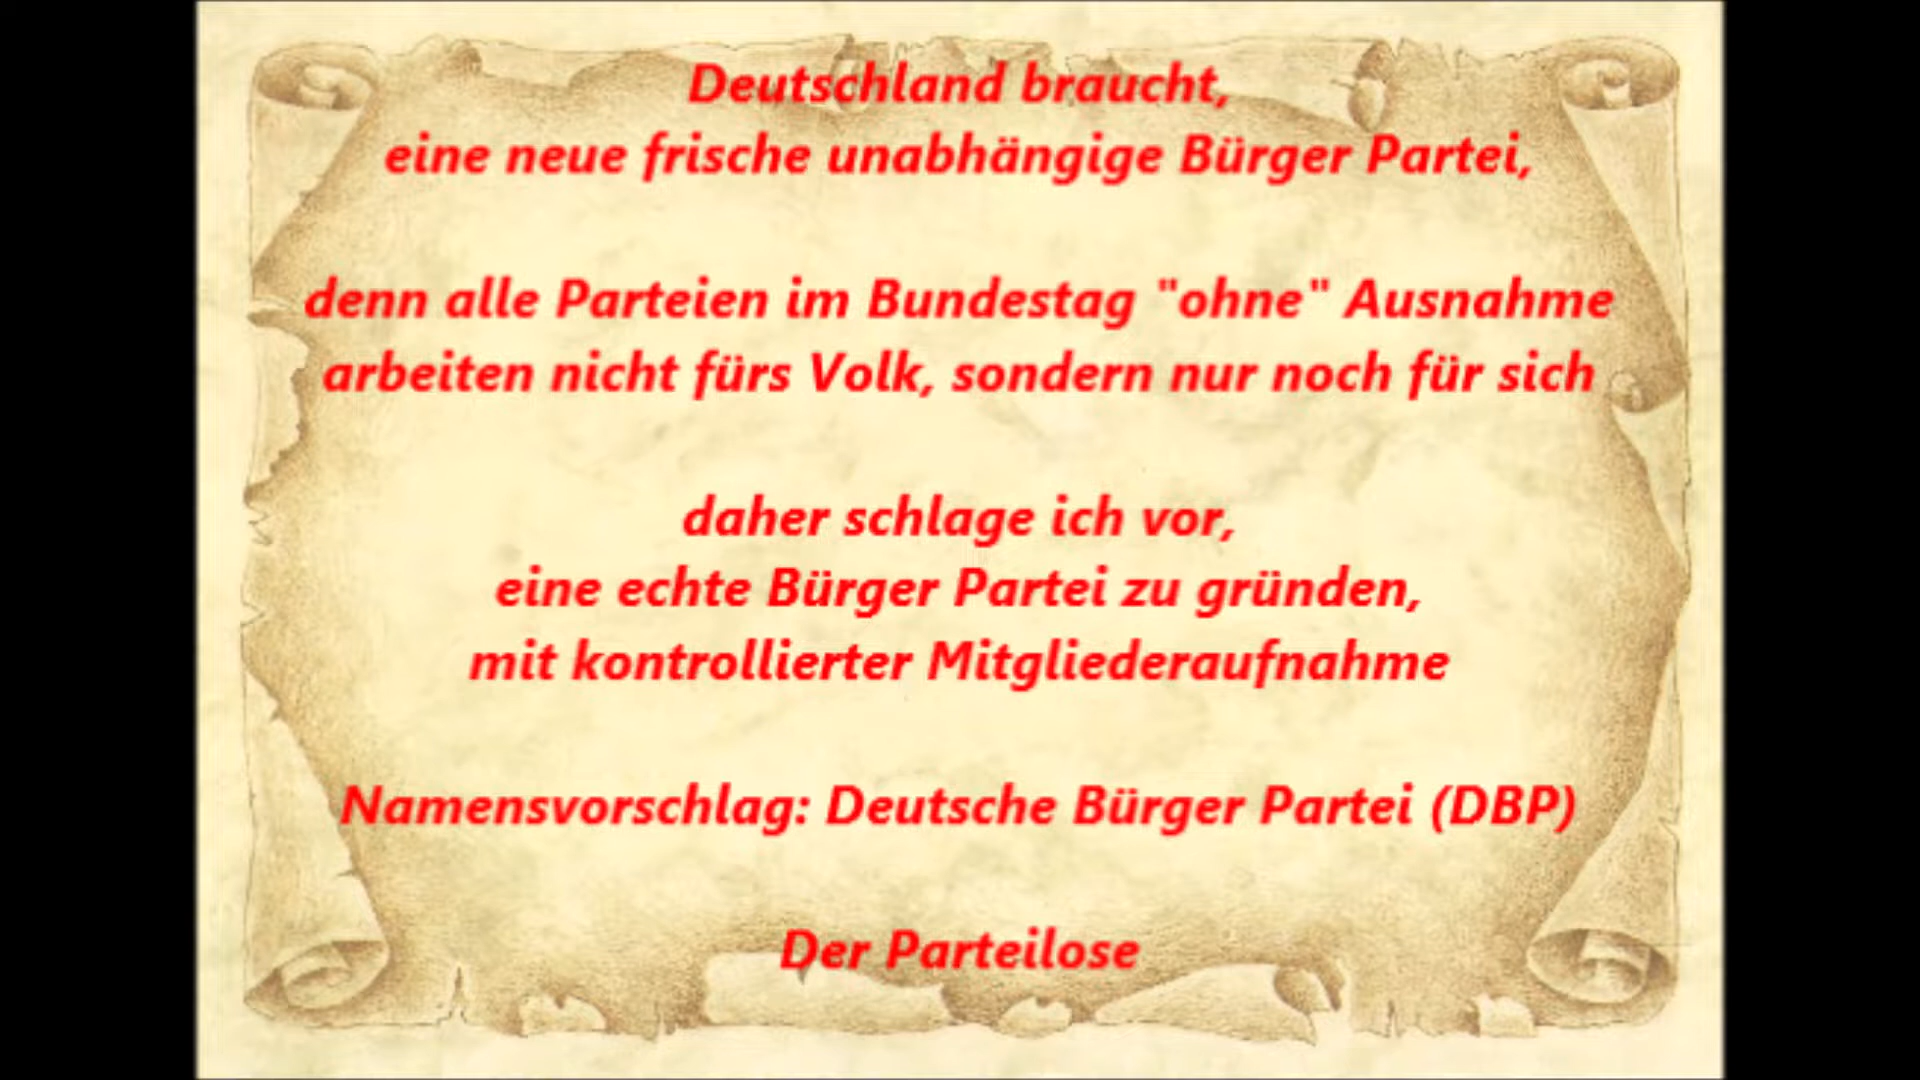 Deutschland braucht,
eine neue frische unabhängige Bürger Partei,
denn alle Parteien im Bundestag "ohne" Ausnahme
arbeiten nicht fürs Volk, sondern nur noch für sich
daher schlage ich vor,
eine echte Bürger Partei zu gründen,
mit kontrollierter Mitgliederaufnahme
Namensvorschlag: Deutsche Bürger Partei (DBP)
Der Parteilose